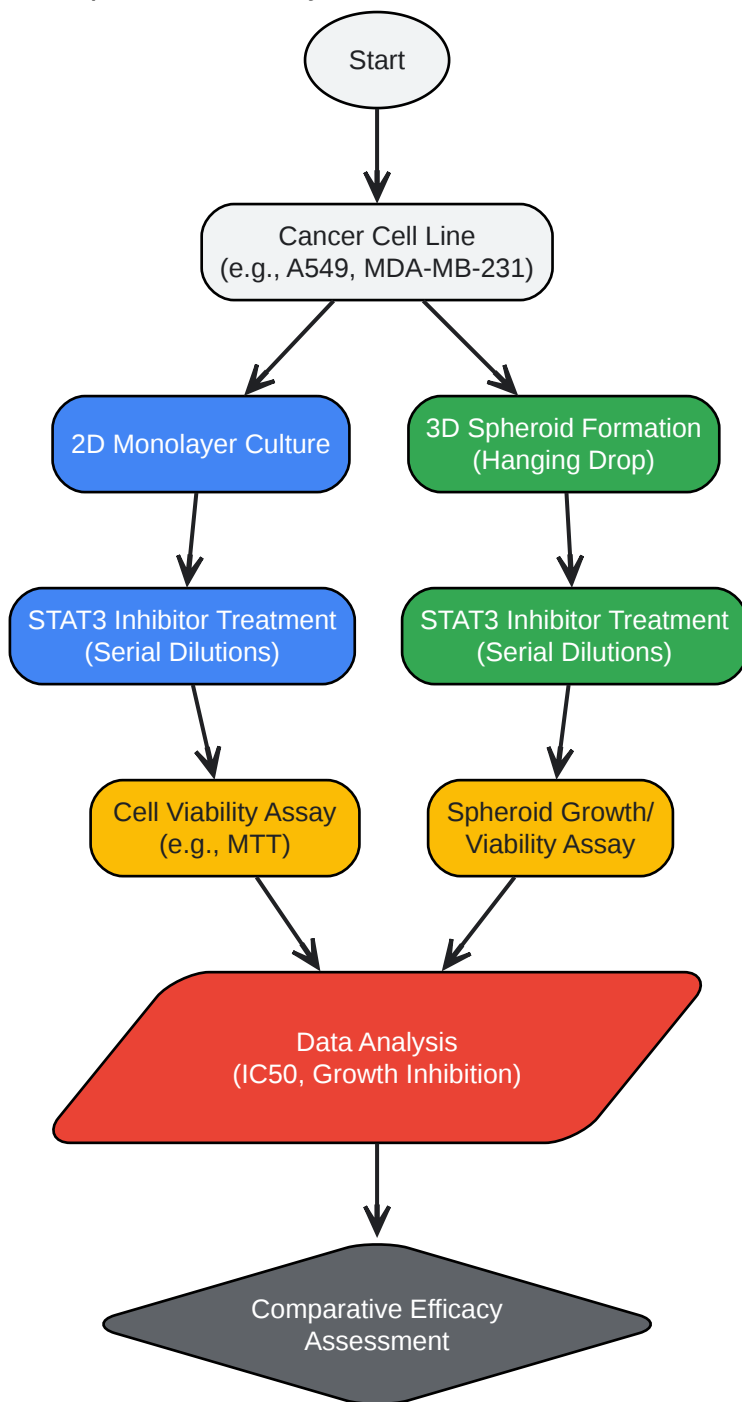 Start
Cancer Cell Line
(e.g., A549, MDA-MB-231)
2D Monolayer Culture
3D Spheroid Formation
(Hanging Drop)
STAT3 Inhibitor Treatment
(Serial Dilutions)
STAT3 Inhibitor Treatment
(Serial Dilutions)
Cell Viability Assay
(e.g., MTT)
Spheroid Growth/
Viability Assay
Data Analysis
(IC50, Growth Inhibition)
Comparative Efficacy
Assessment